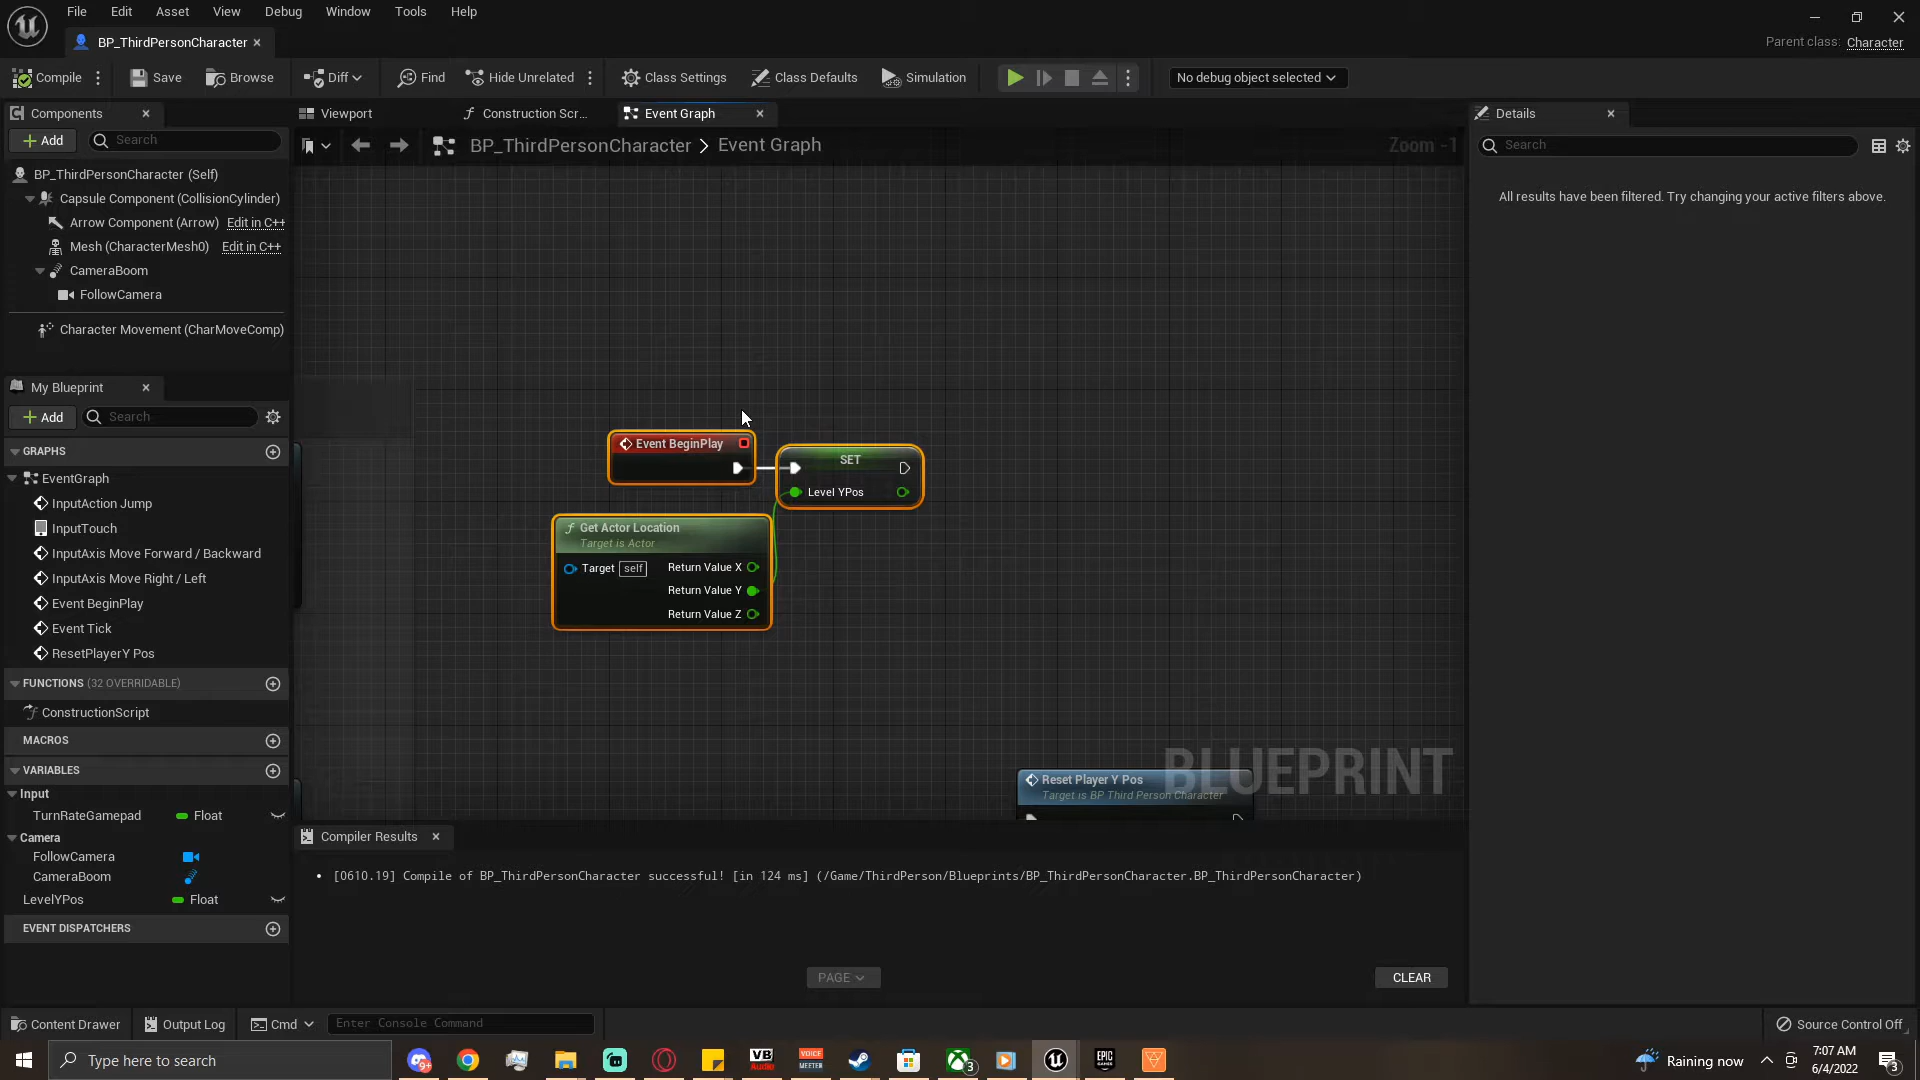 File Edit Asset View Debug Window Tools Help
BP_ThirdPersonCharacter
Parent class: Character
Compile Save Browse Diff Find Hide Unrelated Class Settings Class Defaults Simulation No debug object selected
Components Viewport Construction Scr... Event Graph Details
Add Search BP_ThirdPersonCharacter > Event Graph Zoom -1 Search
All results have been filtered. Try changing your active filters above.
BP_ThirdPersonCharacter (Self)
Capsule Component (CollisionCylinder)
Arrow Component (Arrow) Edit in C++
Mesh (CharacterMesh0) Edit in C++
CameraBoom
FollowCamera
Character Movement (CharMoveComp)
My Blueprint
Add Search
GRAPHS
EventGraph
InputAction Jump
InputTouch
InputAxis Move Forward / Backward
InputAxis Move Right / Left
Event BeginPlay
Event Tick
ResetPlayerY Pos
FUNCTIONS (32 OVERRIDABLE)
ConstructionScript
MACROS
VARIABLES
Input
TurnRateGamepad Float
Camera
FollowCamera
CameraBoom
LevelYPos Float
EVENT DISPATCHERS
Event BeginPlay
SET
Level YPos
Get Actor Location
Target is Actor
Target self Return Value X
Return Value Y
Return Value Z
Reset Player Y Pos
Target is BP Third Person Character
BLUEPRINT
Compiler Results
[0610.19] Compile of BP_ThirdPersonCharacter successful! [in 124 ms] (/Game/ThirdPerson/Blueprints/BP_ThirdPersonCharacter.BP_ThirdPersonCharacter)
PAGE CLEAR
Content Drawer Output Log Cmd Enter Console Command Source Control Off
Type here to search
9+
VB
Audio
VOICE
MEETER
3
EPIC
GAMES
Raining now
7:07 AM
6/4/2022
3